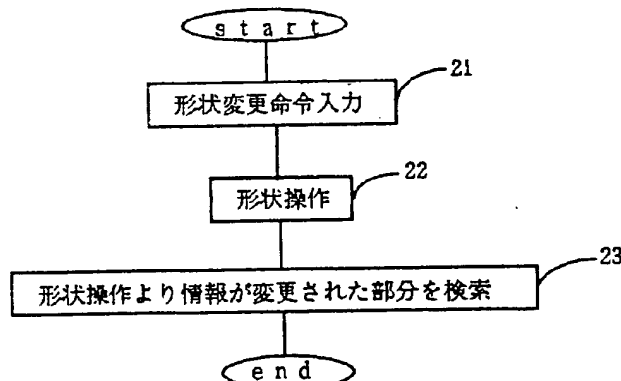 start
21
形状変更命令入力
22
形状操作
23
形状操作より情報が変更された部分を検索
end